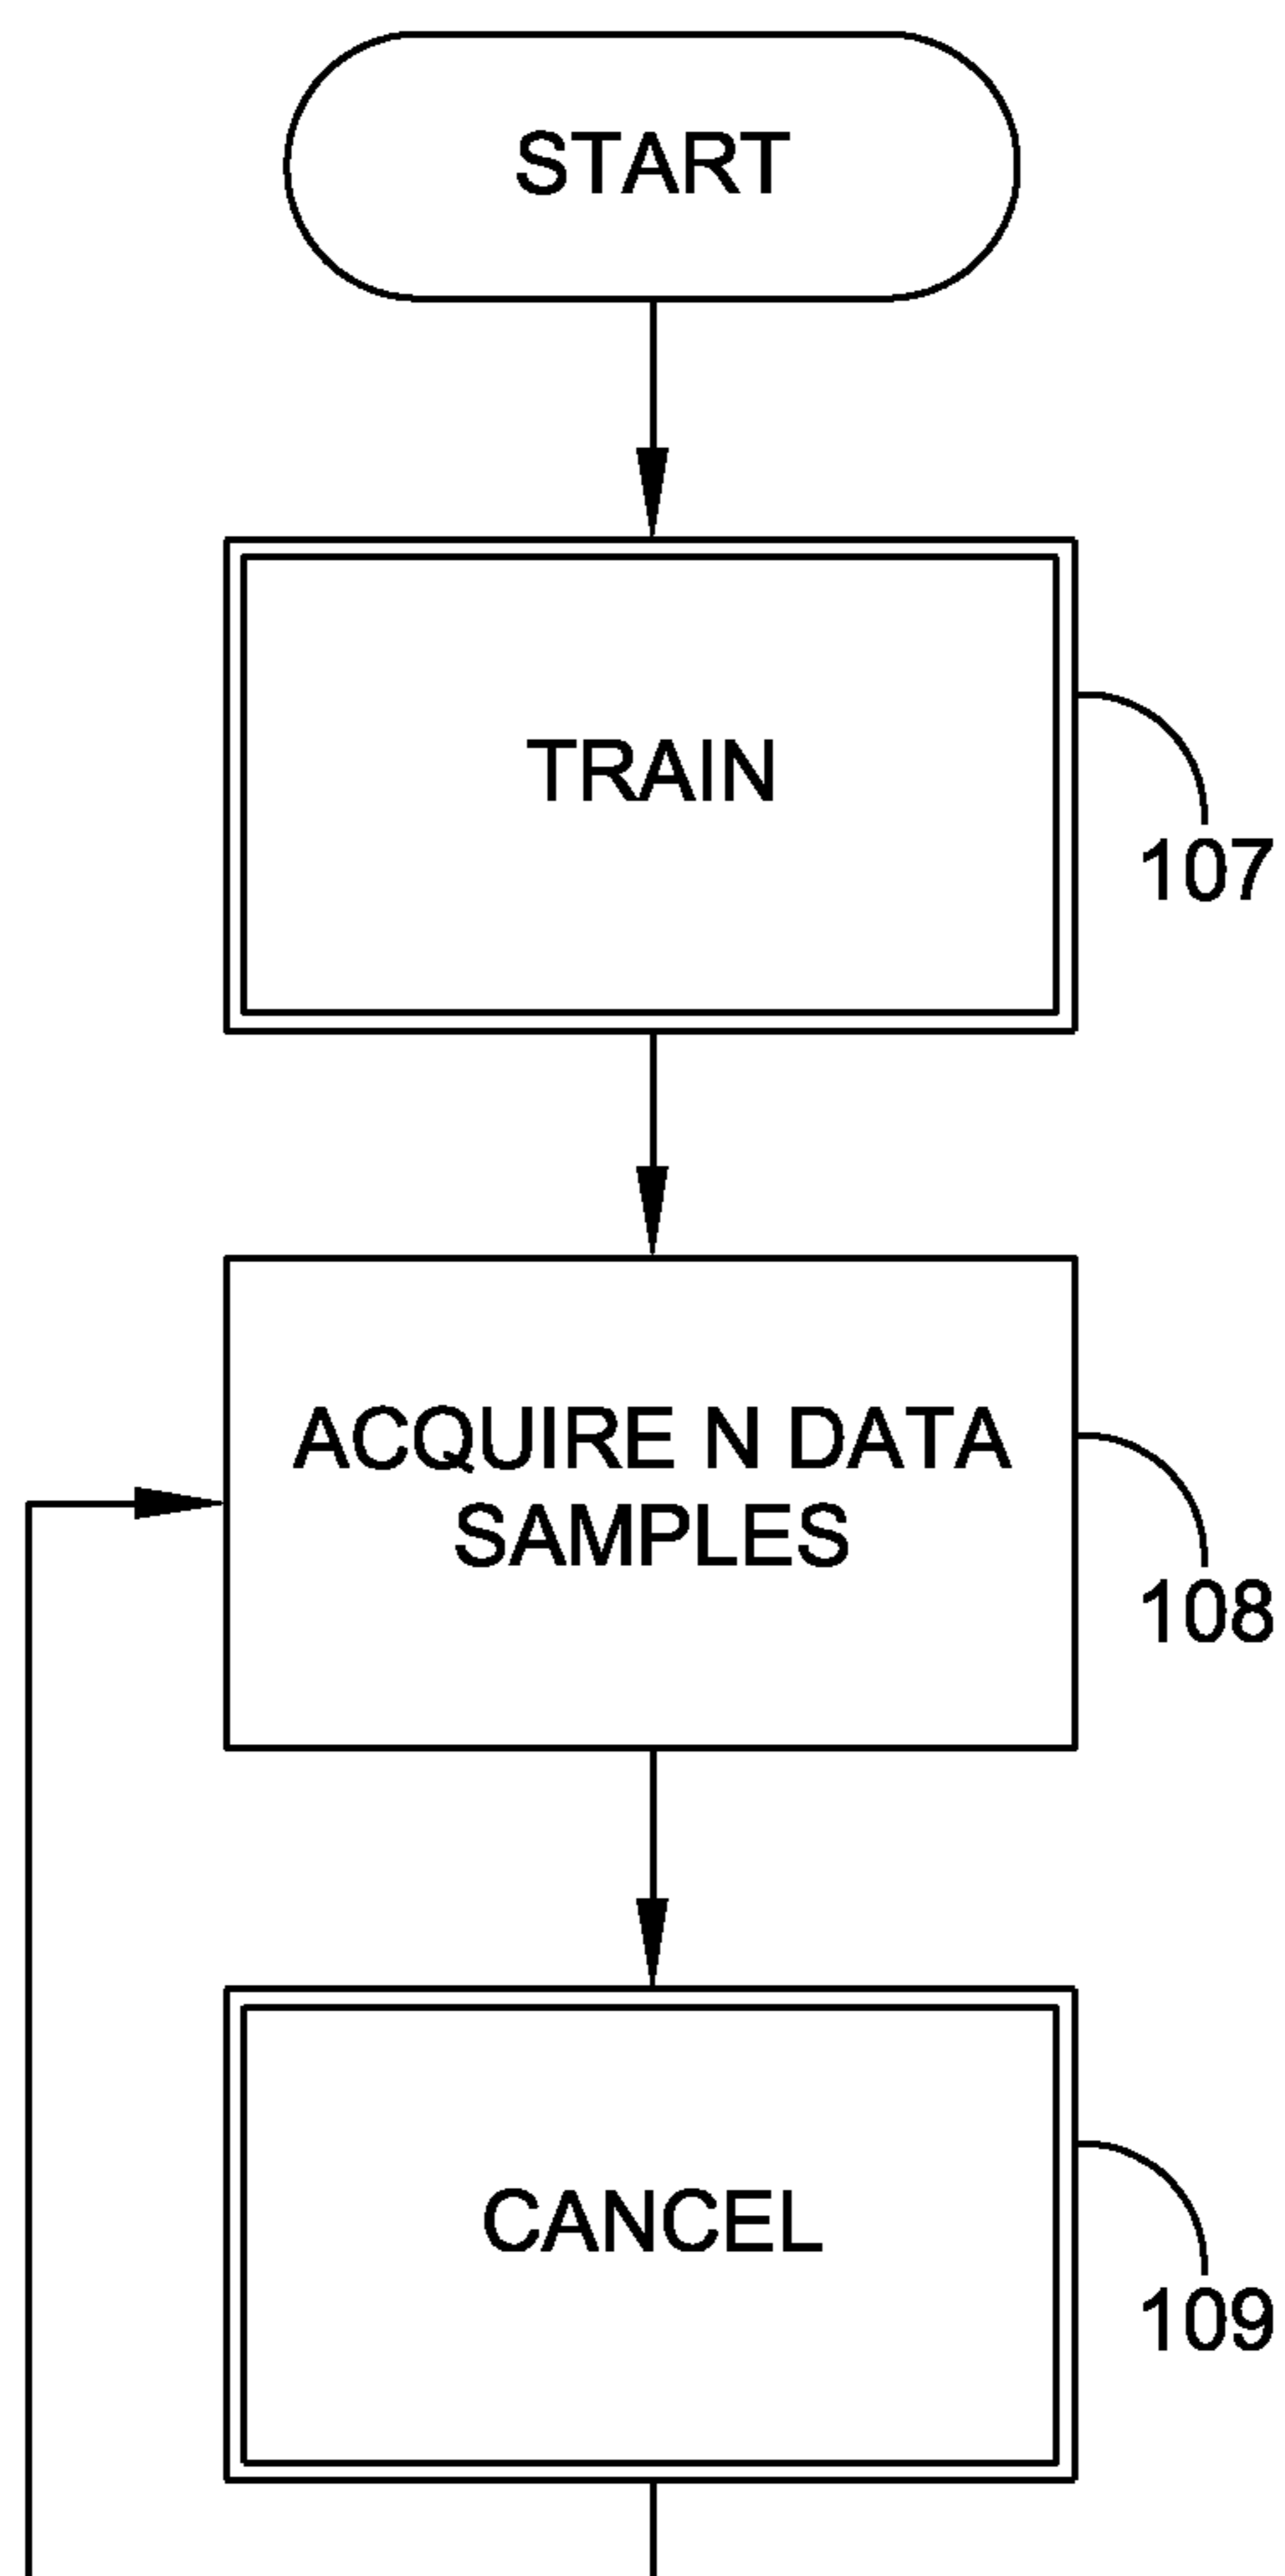 START
TRAIN
107
ACQUIRE N DATA
SAMPLES
108
CANCEL
109